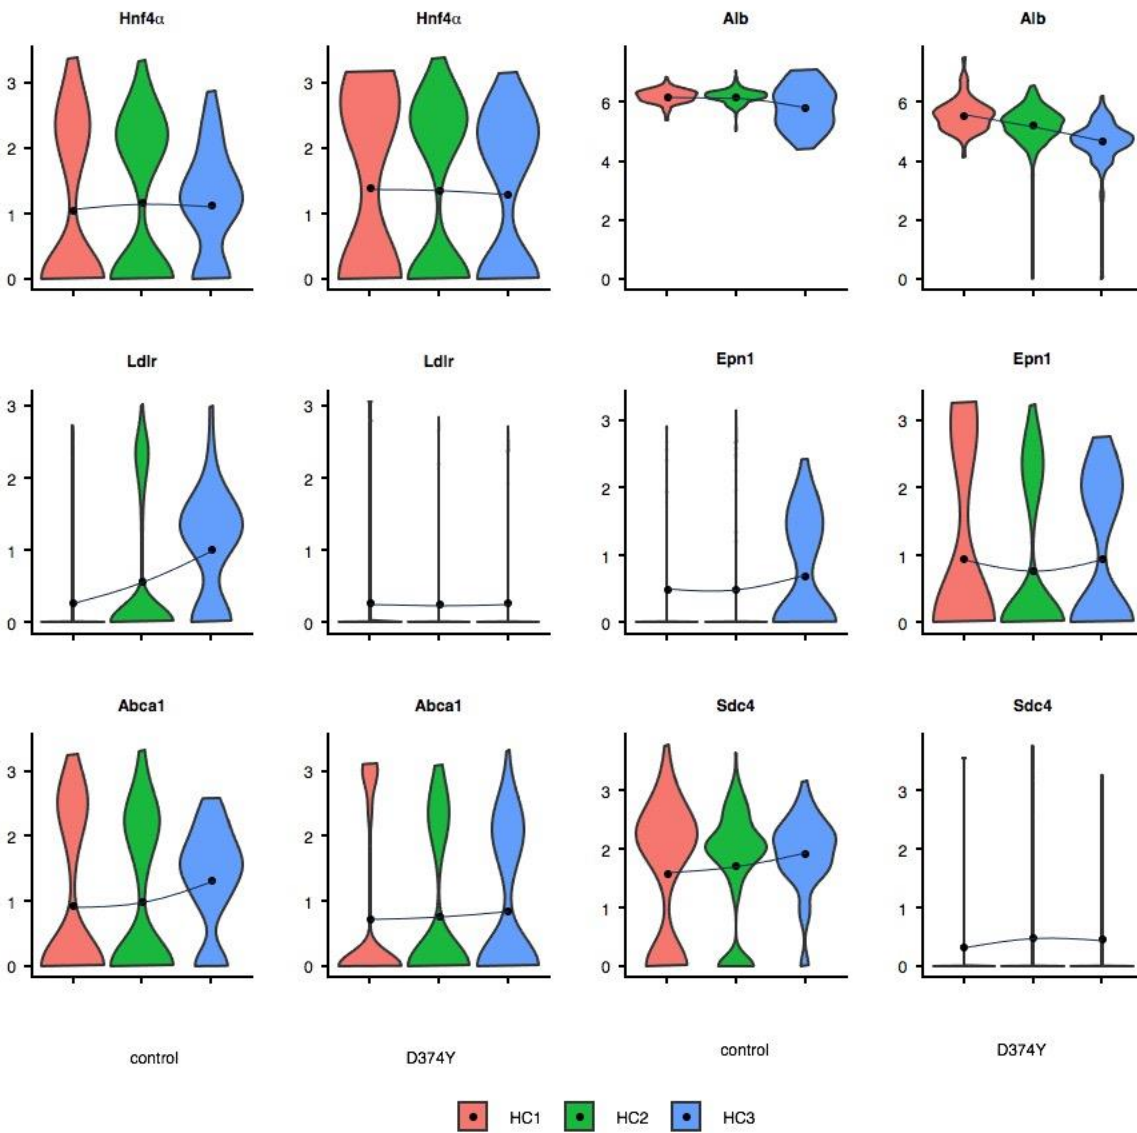 Hnf4α Hnf4α Alb Alb
3 3
2 2
1 1
0 0
6 6
4 4
2 2
0 0
Ldlr Ldlr Epn1 Epn1
3 3 3 3
2 2 2 2
1 1 1 1
0 0 0 0
Abca1 Abca1 Sdc4 Sdc4
3 3 3 3
2 2 2 2
1 1 1 1
0 0 0 0
control D374Y control D374Y
HC1 HC2 HC3